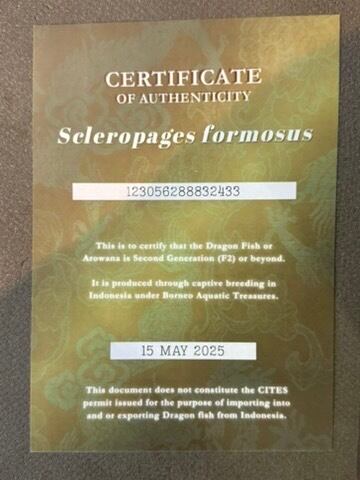 CERTIFICATE
OF AUTHENTICITY
Scleropages formosus
123056288832433
This is to certify that the Dragon Fish or
Arowana is Second Generation (F2) or beyond.
It is produced through captive breeding in
Indonesia under Borneo Aquatic Treasures.
15 MAY 2025
This document does not constitute the CITES
permit issued for the purpose of importing into
and or exporting Dragon fish from Indonesia.